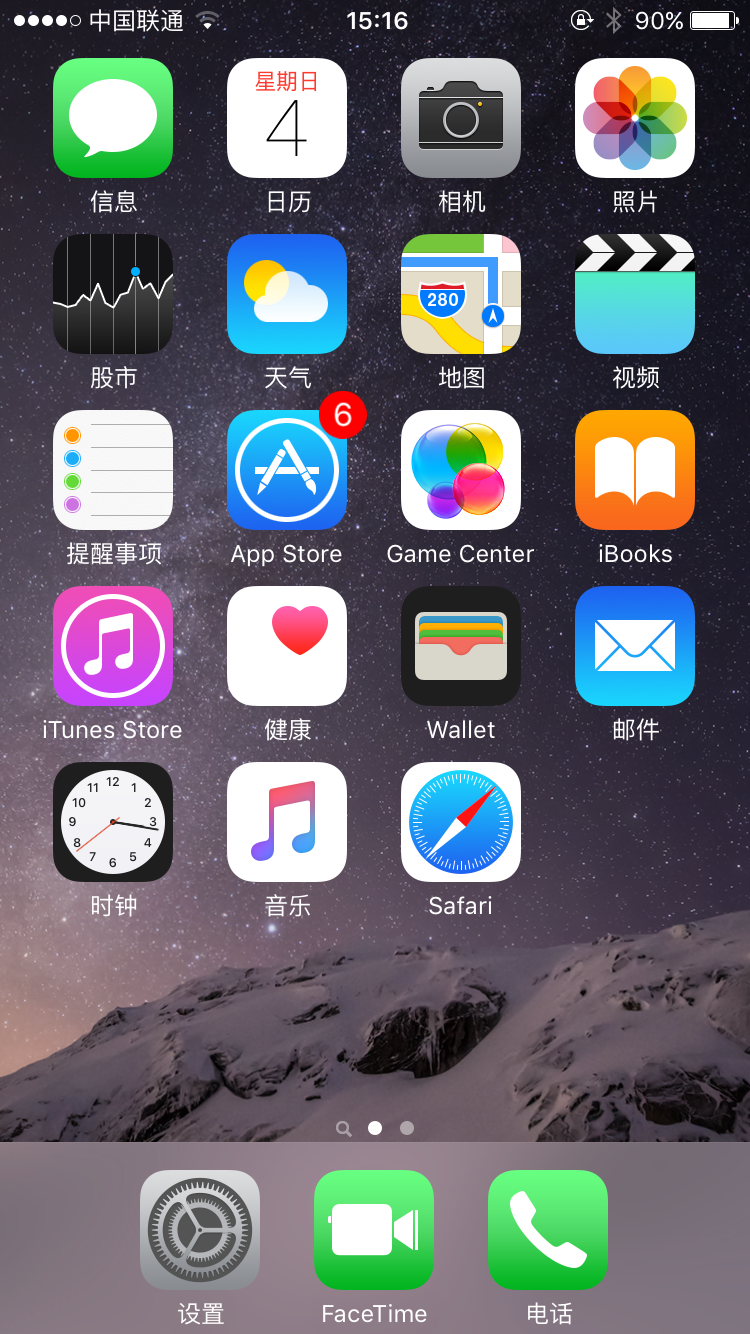 中国联通 15:16 90%
星期日
4
信息 日历 相机 照片
280
股市 天气 地图 视频
6
提醒事项 App Store Game Center iBooks
iTunes Store 健康 Wallet 邮件
12
11 1
10 2
9 3
8 4
7 5
6
时钟 音乐 Safari
设置 FaceTime 电话